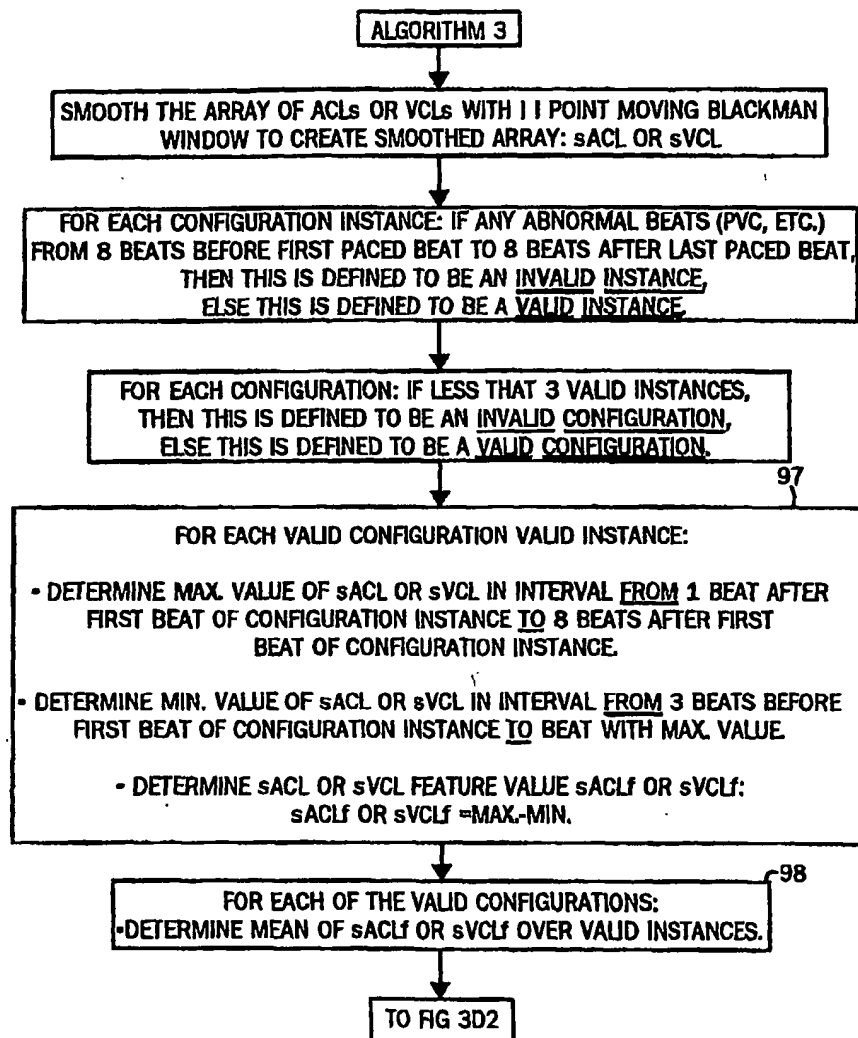 ALGORITHM 3
SMOOTH THE ARRAY OF ACLs OR VCLs WITH 11 POINT MOVING BLACKMAN
WINDOW TO CREATE SMOOTHED ARRAY: sACL OR sVCL
FOR EACH CONFIGURATION INSTANCE: IF ANY ABNORMAL BEATS (PVC, ETC.)
FROM 8 BEATS BEFORE FIRST PACED BEAT TO 8 BEATS AFTER LAST PACED BEAT,
THEN THIS IS DEFINED TO BE AN INVALID INSTANCE,
ELSE THIS IS DEFINED TO BE A VALID INSTANCE.
FOR EACH CONFIGURATION: IF LESS THAT 3 VALID INSTANCES,
THEN THIS IS DEFINED TO BE AN INVALID CONFIGURATION,
ELSE THIS IS DEFINED TO BE A VALID CONFIGURATION.
97
FOR EACH VALID CONFIGURATION VALID INSTANCE:
- DETERMINE MAX. VALUE OF sACL OR sVCL IN INTERVAL FROM 1 BEAT AFTER
FIRST BEAT OF CONFIGURATION INSTANCE TO 8 BEATS AFTER FIRST
BEAT OF CONFIGURATION INSTANCE.
- DETERMINE MIN. VALUE OF sACL OR sVCL IN INTERVAL FROM 3 BEATS BEFORE
FIRST BEAT OF CONFIGURATION INSTANCE TO BEAT WITH MAX. VALUE.
- DETERMINE sACL OR sVCL FEATURE VALUE sACLf OR sVCLf:
sACLf OR sVCLf =MAX.-MIN.
98
FOR EACH OF THE VALID CONFIGURATIONS:
-DETERMINE MEAN OF sACLf OR sVCLf OVER VALID INSTANCES.
TO FIG 3D2